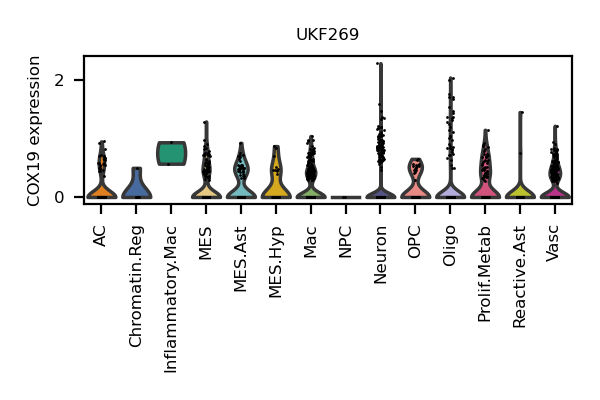 UKF269
COX19 expression
2
0
AC
Chromatin.Reg
Inflammatory.Mac
MES
MES.Ast
MES.Hyp
Mac
NPC
Neuron
OPC
Oligo
Prolif.Metab
Reactive.Ast
Vasc